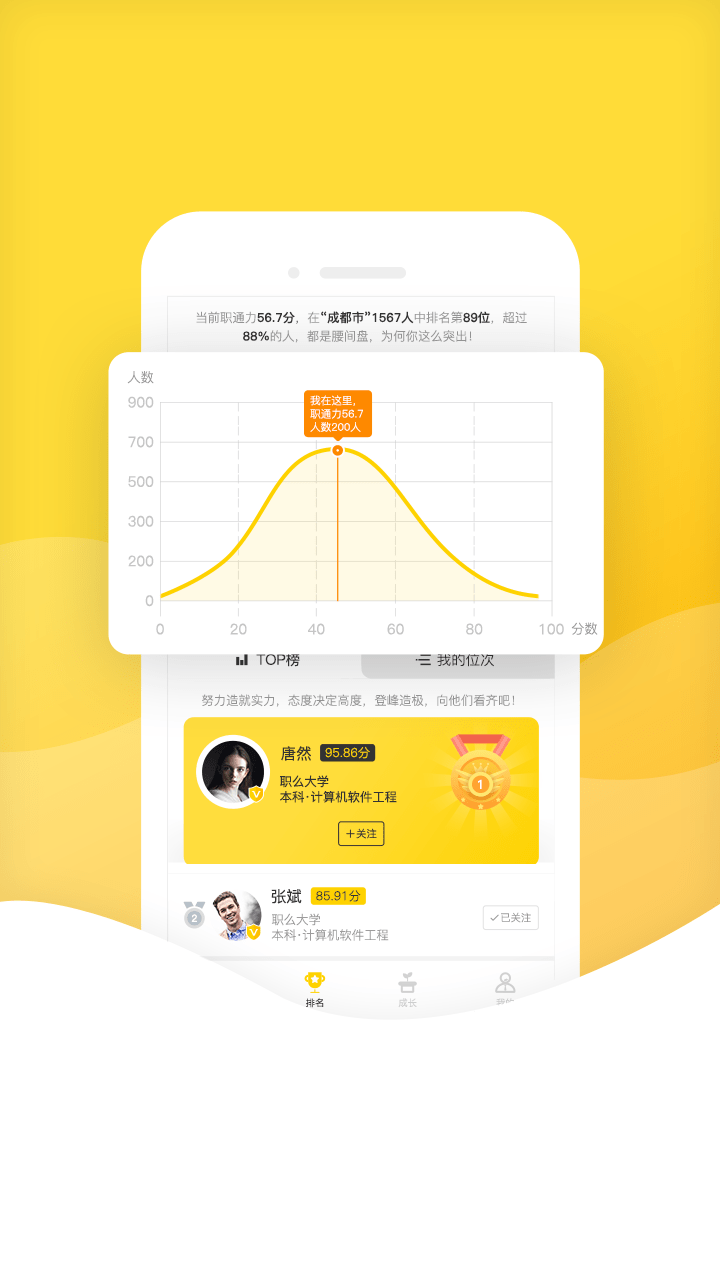 当前职通力56.7分，在“成都市”1567人中排名第89位，超过
88%的人，都是腰间盘，为何你这么突出！
人数
900
700
500
300
200
0
我在这里，
职通力56.7
人数200人
0 20 40 60 80 100 分数
TOP榜 我的位次
努力造就实力，态度决定高度，登峰造极，向他们看齐吧！
唐然 95.86分
职么大学
本科·计算机软件工程
1
+关注
张斌 85.91分
2
职么大学
本科·计算机软件工程
已关注
排名 成长